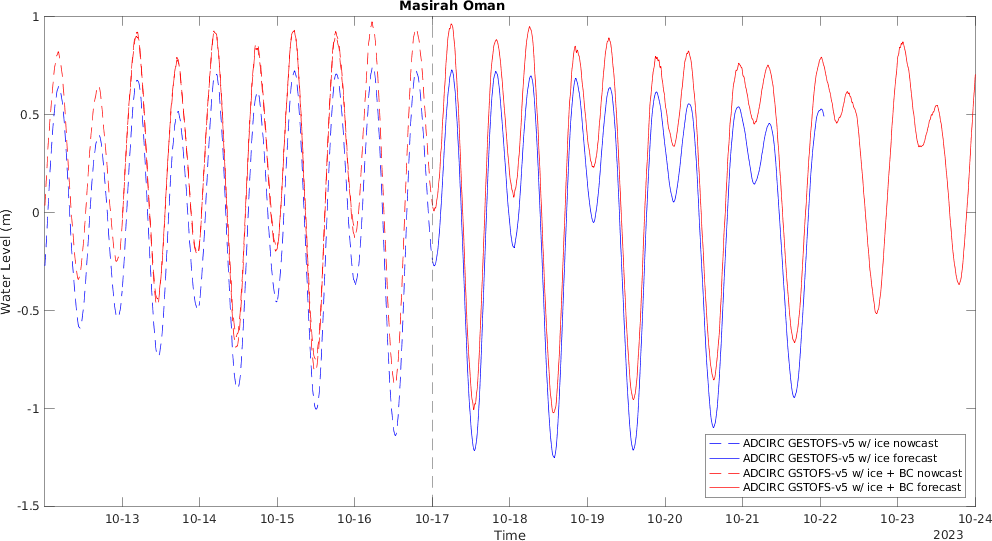 Masirah Oman
1
0.5
0
-0.5
-1
-1.5
Water Level (m)
ADCIRC GESTOFS-v5 w/ ice nowcast
ADCIRC GESTOFS-v5 w/ ice forecast
ADCIRC GSTOFS-v5 w/ ice + BC nowcast
ADCIRC GSTOFS-v5 w/ ice + BC forecast
10-13 10-14 10-15 10-16 10-17 10-18 10-19 10-20 10-21 10-22 10-23 10-24
Time
2023